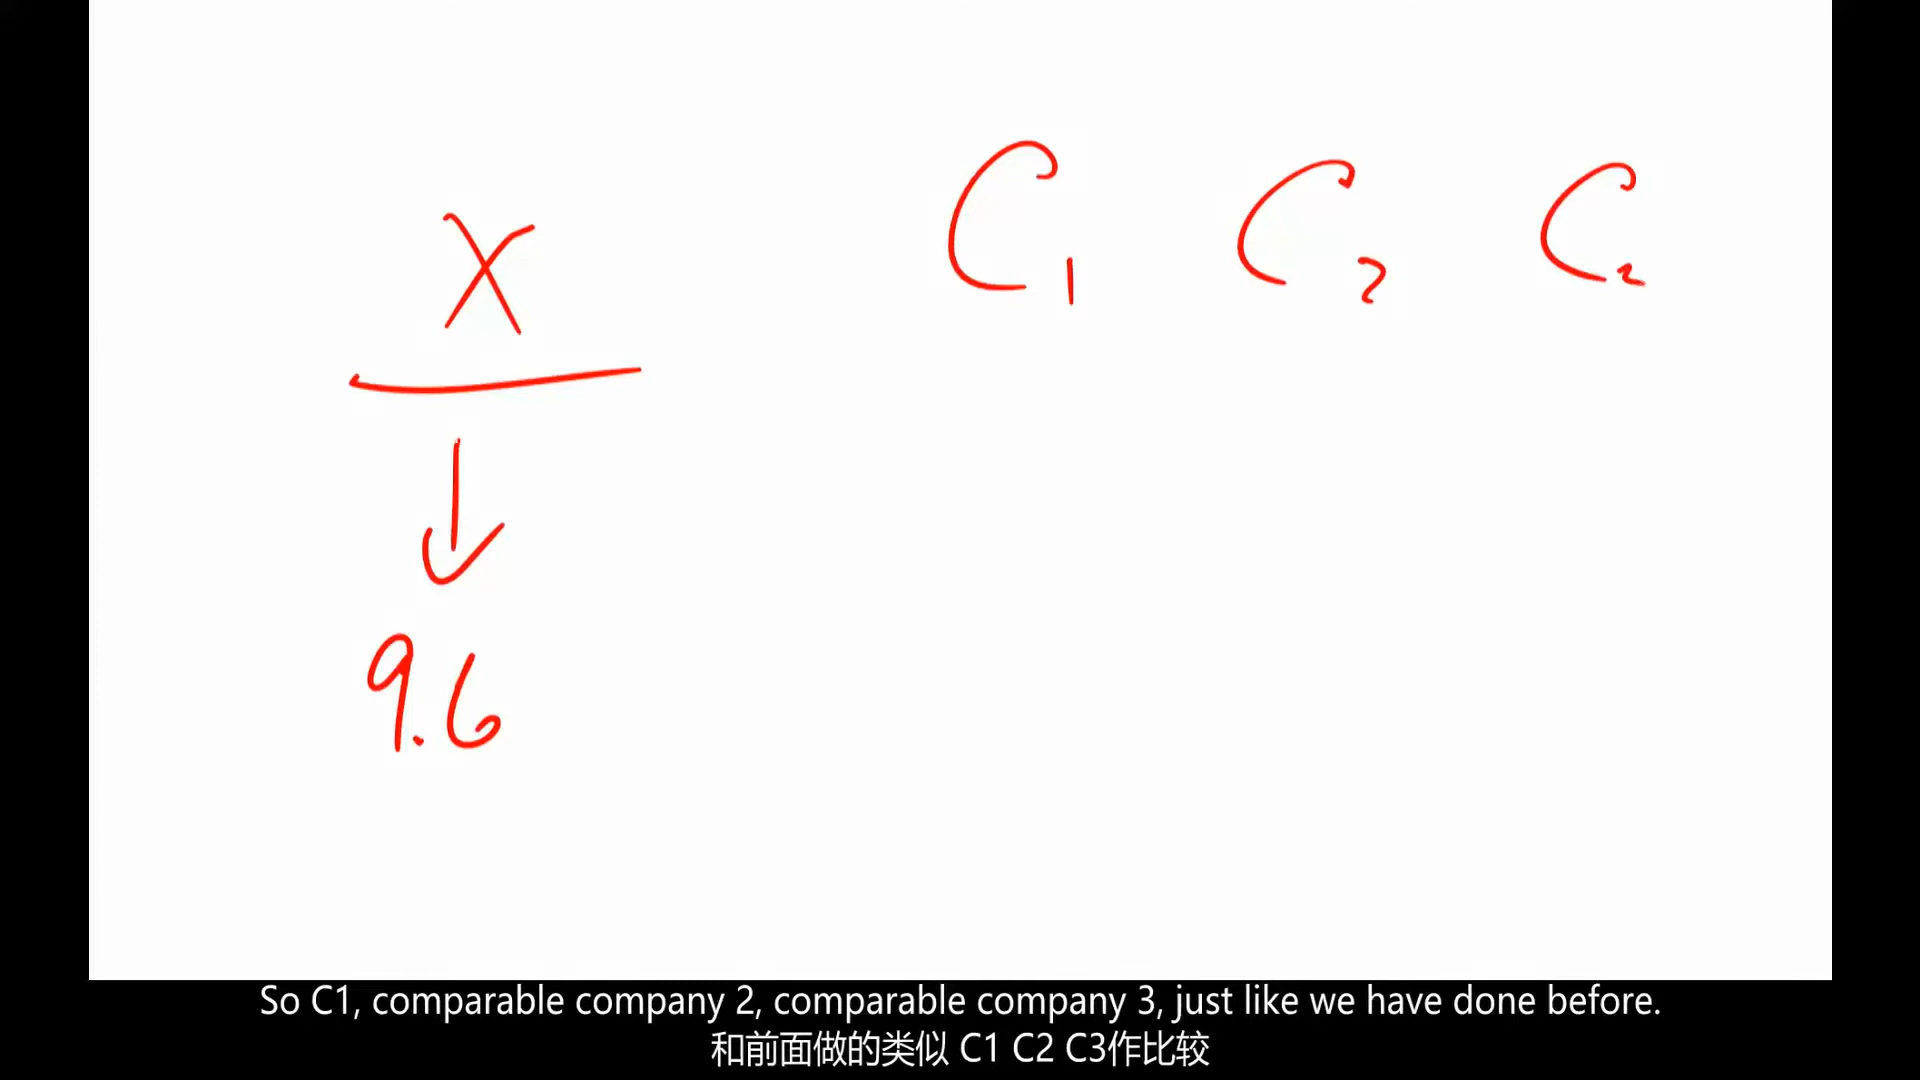 X C1 C2 C2
9.6
So C1, comparable company 2, comparable company 3, just like we have done before.
和前面做的类似 C1 C2 C3作比较